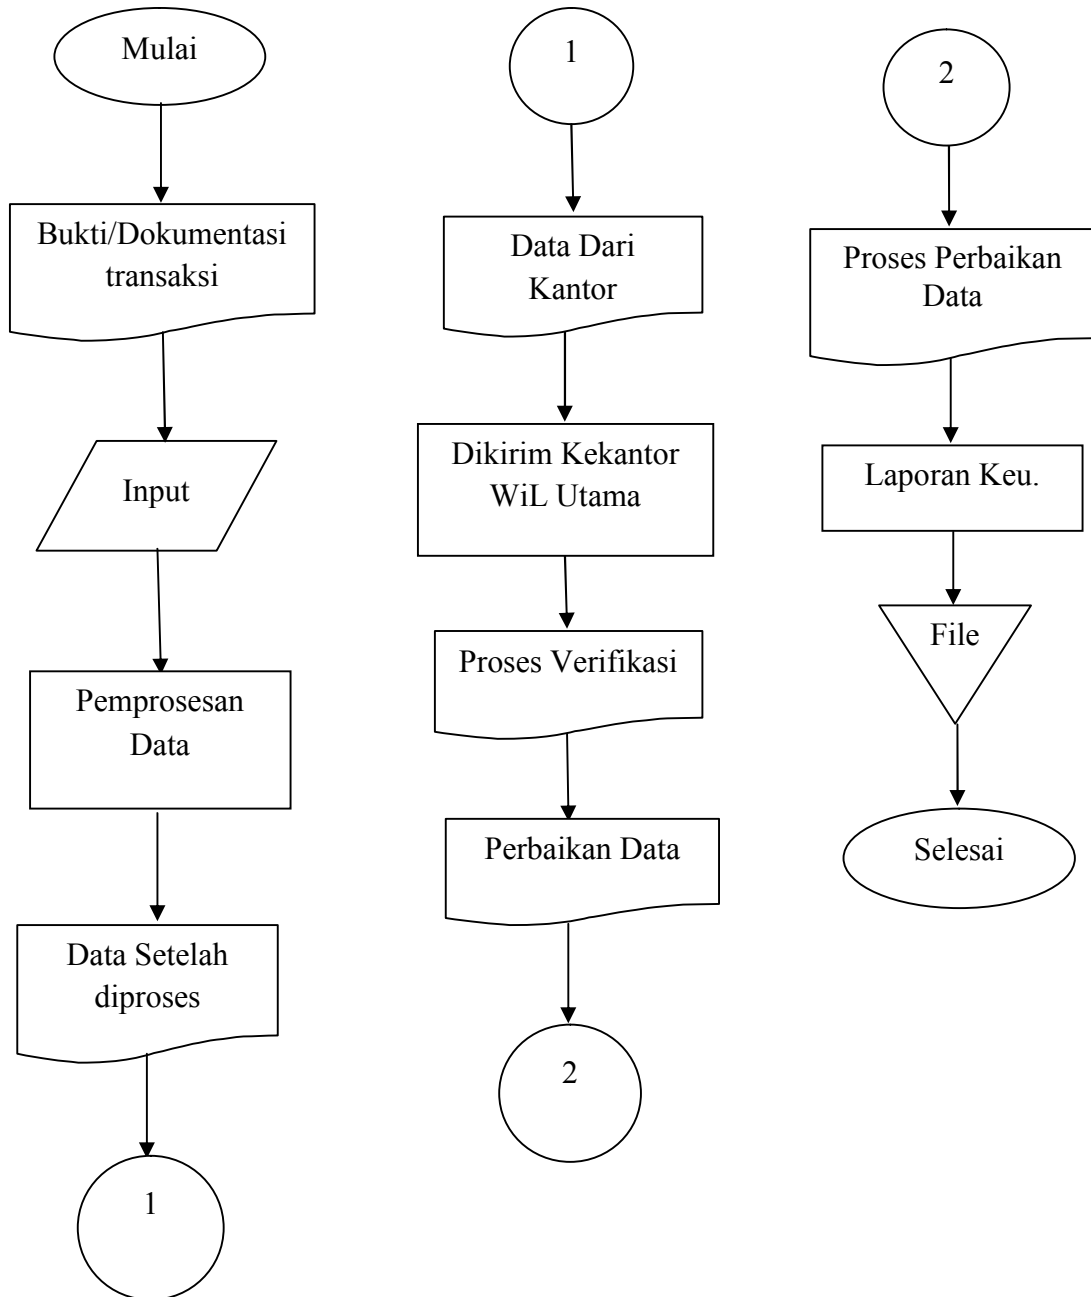 Mulai
Bukti/Dokumentasi
transaksi
Input
Pemprosesan
Data
Data Setelah
diproses
1
1
Data Dari
Kantor
Dikirim Kekantor
WiL Utama
Proses Verifikasi
Perbaikan Data
2
2
Proses Perbaikan
Data
Laporan Keu.
File
Selesai